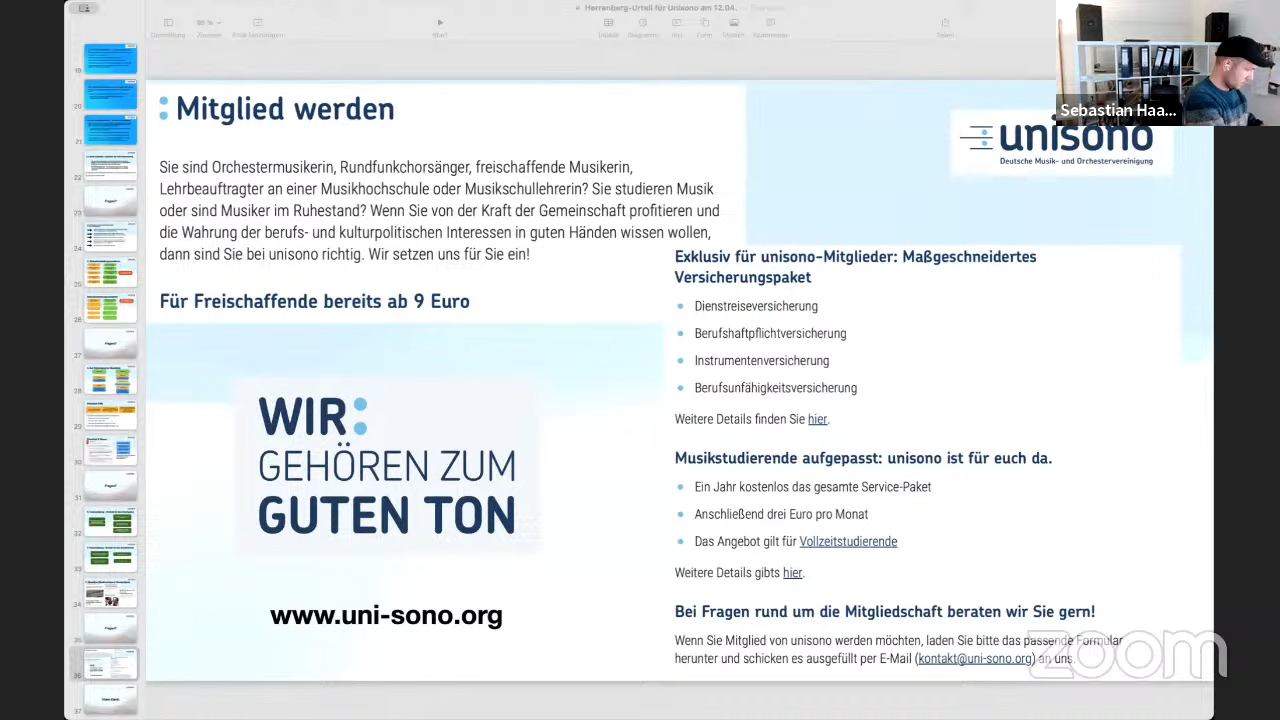 Herrenberg-Urteil für Unisono am 12.04.
Sebastian Haa...
Mitglied werden
unisono
Deutsche Musik- und Orchestervereinigung
Sie sind Orchestermusikerin, Rundfunkchorsänger, freischaffende Musikerin,
Lehrbeauftragter an einer Musikhochschule oder Musikschullehrerin? Sie studieren Musik
oder sind Musiker im Ruhestand? Wenn Sie von der Kraft der Gemeinschaft profitieren und
die Wahrung der berufs- und kulturpolitischen Interessen in guten Händen wissen wollen,
dann sind Sie bei unisono richtig. Wir setzen uns für Sie ein!
Für Freischaffende bereits ab 9 Euro
WIR:
GEHÖREN ZUM
GUTEN TON
www.uni-sono.org
Exklusiv für unisono-Mitglieder: Maßgeschneidertes
Versicherungspaket
Dienstreiseversicherung
Berufshaftpflichtversicherung
Instrumentenversicherung
Berufsunfähigkeitsversicherung
Weitere Details finden Sie hier.
Musikstudierende aufgepasst: unisono ist für euch da.
Ein Jahr kostenlos das gesamte Service-Paket
Anschließend drei Euro pro Monat
Das Angebot gilt für Vollzeitstudierende
Weitere Details gibts hier.
Bei Fragen rund um die Mitgliedschaft beraten wir Sie gern!
Wenn Sie Mitglied von unisono werden möchten, laden Sie bitte das passende Formular
herunter und schicken es ausgefüllt per E-Mail (kontakt@uni-sono.org) an uns.
zoom